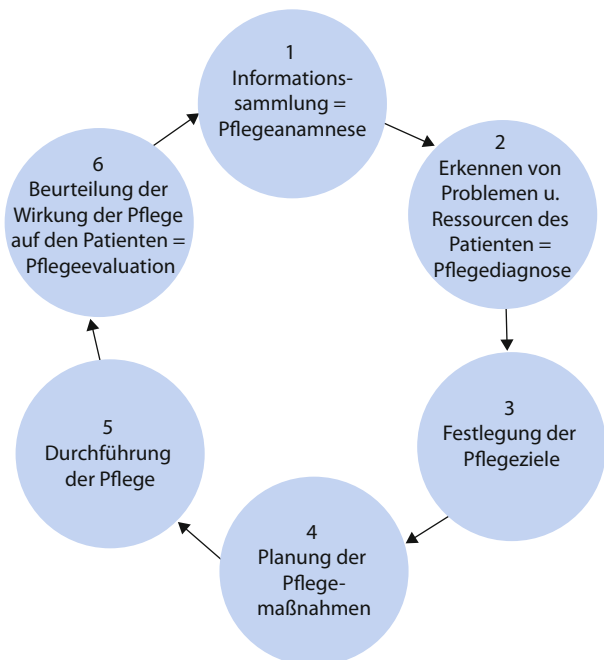 1
Informations-
sammlung =
Pflegeanamnese
2
Erkennen von
Problemen u.
Ressourcen des
Patienten =
Pflegediagnose
3
Festlegung der
Pflegeziele
4
Planung der
Pflege-
maßnahmen
5
Durchführung
der Pflege
6
Beurteilung der
Wirkung der Pflege
auf den Patienten =
Pflegeevaluation